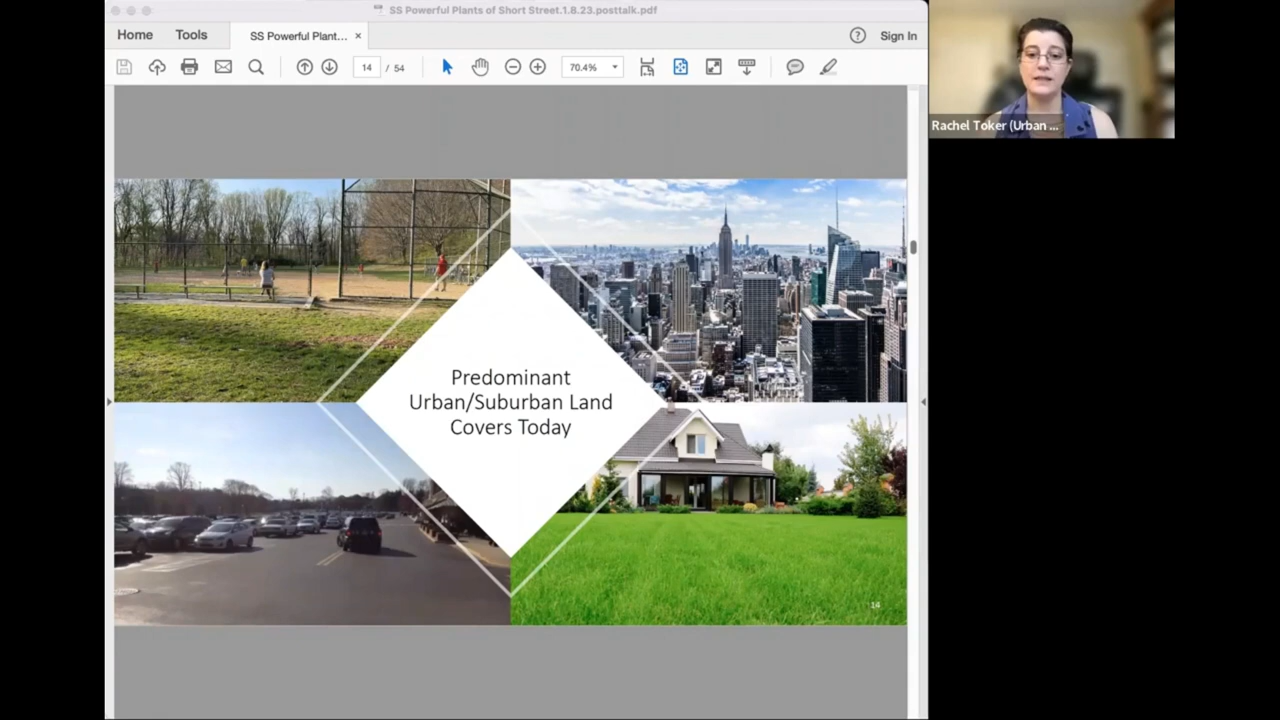 SS Powerful Plants of Short Street.1.8.23.posttalk.pdf
Home Tools SS Powerful Plant... × ? Sign In
14 / 54 70.4%
Rachel Toker (Urban ...
Predominant
Urban/Suburban Land
Covers Today
14